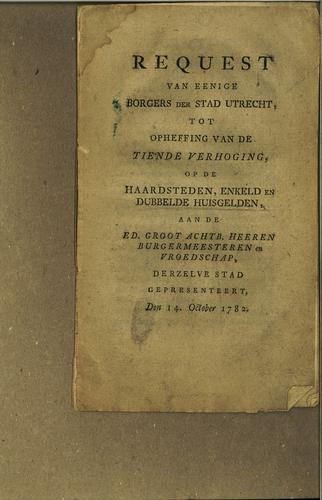 REQUEST
VAN EENIGE
BORGERS DER STAD UTRECHT,
TOT
OPHEFFING VAN DE
TIENDE VERHOGING,
OP DE
HAARDSTEDEN, ENKELD EN
DUBBELDE HUISGELDEN,
AAN DE
ED. GROOT ACHTB. HEEREN
BURGERMEESTEREN en
VROEDSCHAP,
DERZELVE STAD
GEPRESENTEERT,
Den 14. October 1782.